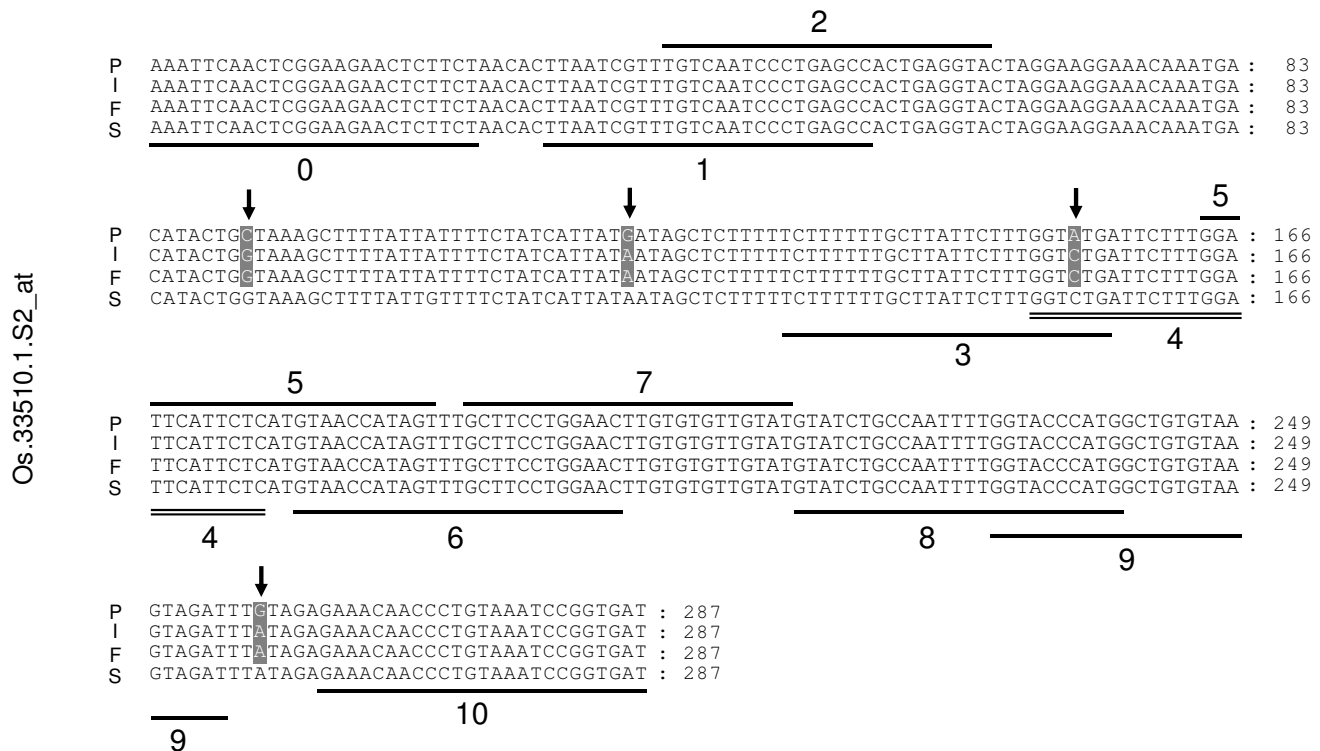 Os.33510.1.S2_at
2
P AAATTCAACTCGGAAGAACTCTTCTAACACTTAATCGTTTGTCAATCCCTGAGCCACTGAGGTACTAGGAAGGAAACAAATGA : 83
I AAATTCAACTCGGAAGAACTCTTCTAACACTTAATCGTTTGTCAATCCCTGAGCCACTGAGGTACTAGGAAGGAAACAAATGA : 83
F AAATTCAACTCGGAAGAACTCTTCTAACACTTAATCGTTTGTCAATCCCTGAGCCACTGAGGTACTAGGAAGGAAACAAATGA : 83
S AAATTCAACTCGGAAGAACTCTTCTAACACTTAATCGTTTGTCAATCCCTGAGCCACTGAGGTACTAGGAAGGAAACAAATGA : 83
0 1
5
P CATACTGCTAAAGCTTTTATTATTTTCTATCATTATGATAGCTCTTTTTCTTTTTTGCTTATTCTTTGGTATGATTCTTTGGA : 166
I CATACTGGTAAAGCTTTTATTATTTTCTATCATTATAATAGCTCTTTTTCTTTTTTGCTTATTCTTTGGTCTGATTCTTTGGA : 166
F CATACTGGTAAAGCTTTTATTATTTTCTATCATTATAATAGCTCTTTTTCTTTTTTGCTTATTCTTTGGTCTGATTCTTTGGA : 166
S CATACTGGTAAAGCTTTTATTGTTTTCTATCATTATAATAGCTCTTTTTCTTTTTTGCTTATTCTTTGGTCTGATTCTTTGGA : 166
3 4
5 7
P TTCATTCTCATGTAACCATAGTTTGCTTCCTGGAACTTGTGTGTTGTATGTATCTGCCAATTTTGGTACCCATGGCTGTGTAA : 249
I TTCATTCTCATGTAACCATAGTTTGCTTCCTGGAACTTGTGTGTTGTATGTATCTGCCAATTTTGGTACCCATGGCTGTGTAA : 249
F TTCATTCTCATGTAACCATAGTTTGCTTCCTGGAACTTGTGTGTTGTATGTATCTGCCAATTTTGGTACCCATGGCTGTGTAA : 249
S TTCATTCTCATGTAACCATAGTTTGCTTCCTGGAACTTGTGTGTTGTATGTATCTGCCAATTTTGGTACCCATGGCTGTGTAA : 249
4 6 8 9
P GTAGATTTGTAGAGAAACAACCCTGTAAATCCGGTGAT : 287
I GTAGATTTATAGAGAAACAACCCTGTAAATCCGGTGAT : 287
F GTAGATTTATAGAGAAACAACCCTGTAAATCCGGTGAT : 287
S GTAGATTTATAGAGAAACAACCCTGTAAATCCGGTGAT : 287
9 10